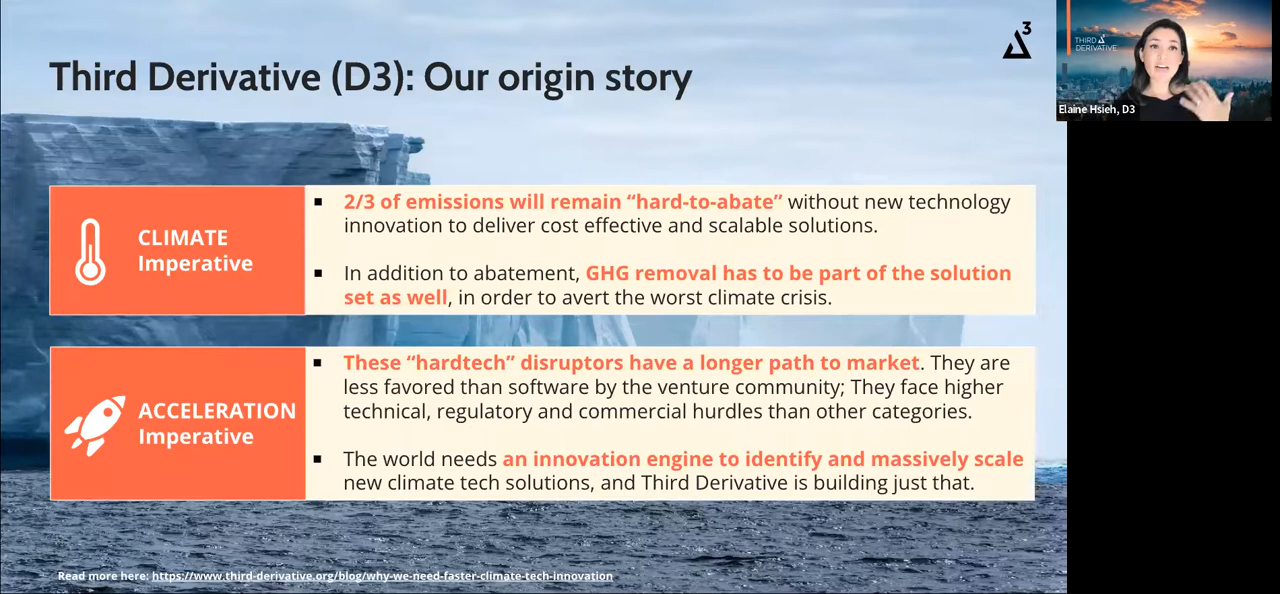 Third Derivative (D3): Our origin story
3
THIRD
DERIVATIVE
Elaine Hsieh, D3
CLIMATE
Imperative
▪ 2/3 of emissions will remain “hard-to-abate” without new technology
innovation to deliver cost effective and scalable solutions.
▪ In addition to abatement, GHG removal has to be part of the solution
set as well, in order to avert the worst climate crisis.
ACCELERATION
Imperative
▪ These “hardtech” disruptors have a longer path to market. They are
less favored than software by the venture community; They face higher
technical, regulatory and commercial hurdles than other categories.
▪ The world needs an innovation engine to identify and massively scale
new climate tech solutions, and Third Derivative is building just that.
Read more here: https://www.third-derivative.org/blog/why-we-need-faster-climate-tech-innovation